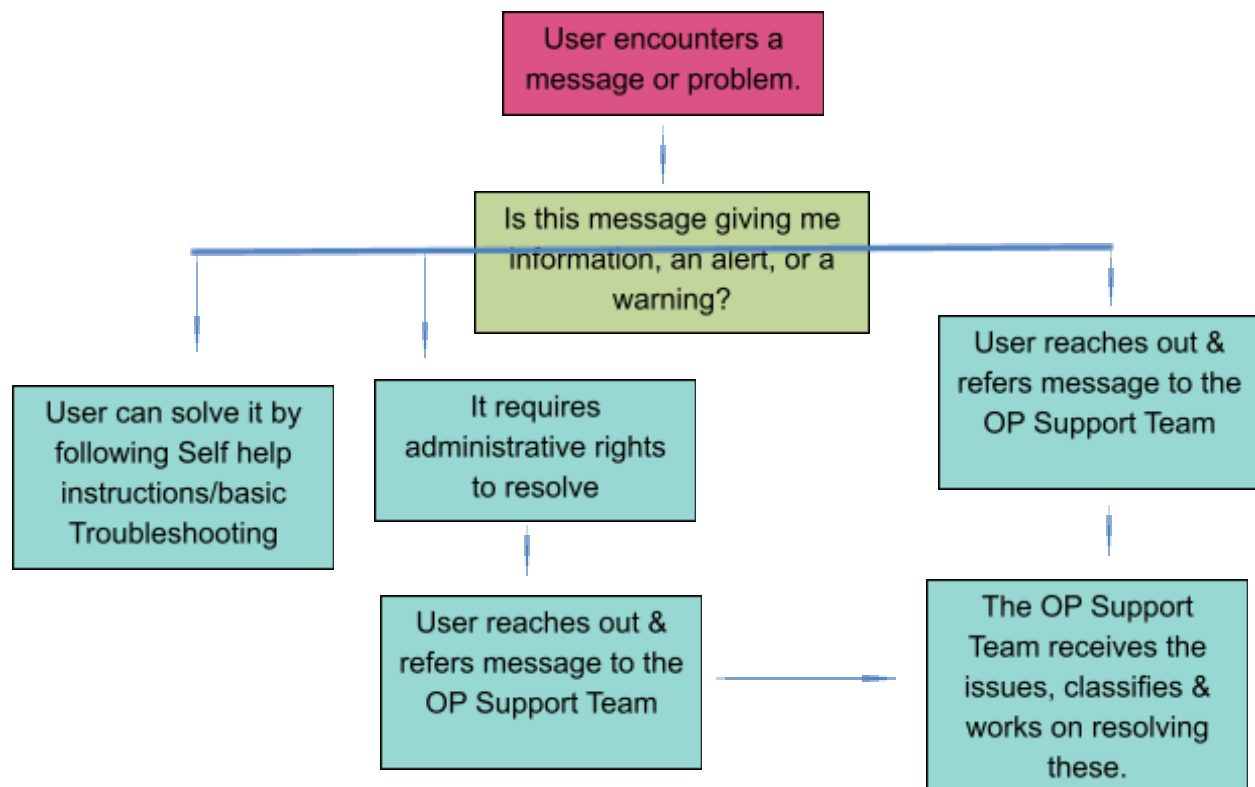 User encounters a
message or problem.
Is this message giving me
information, an alert, or a
warning?
User can solve it by
following Self help
instructions/basic
Troubleshooting
It requires
administrative rights
to resolve
User reaches out &
refers message to the
OP Support Team
User reaches out &
refers message to the
OP Support Team
The OP Support
Team receives the
issues, classifies &
works on resolving
these.